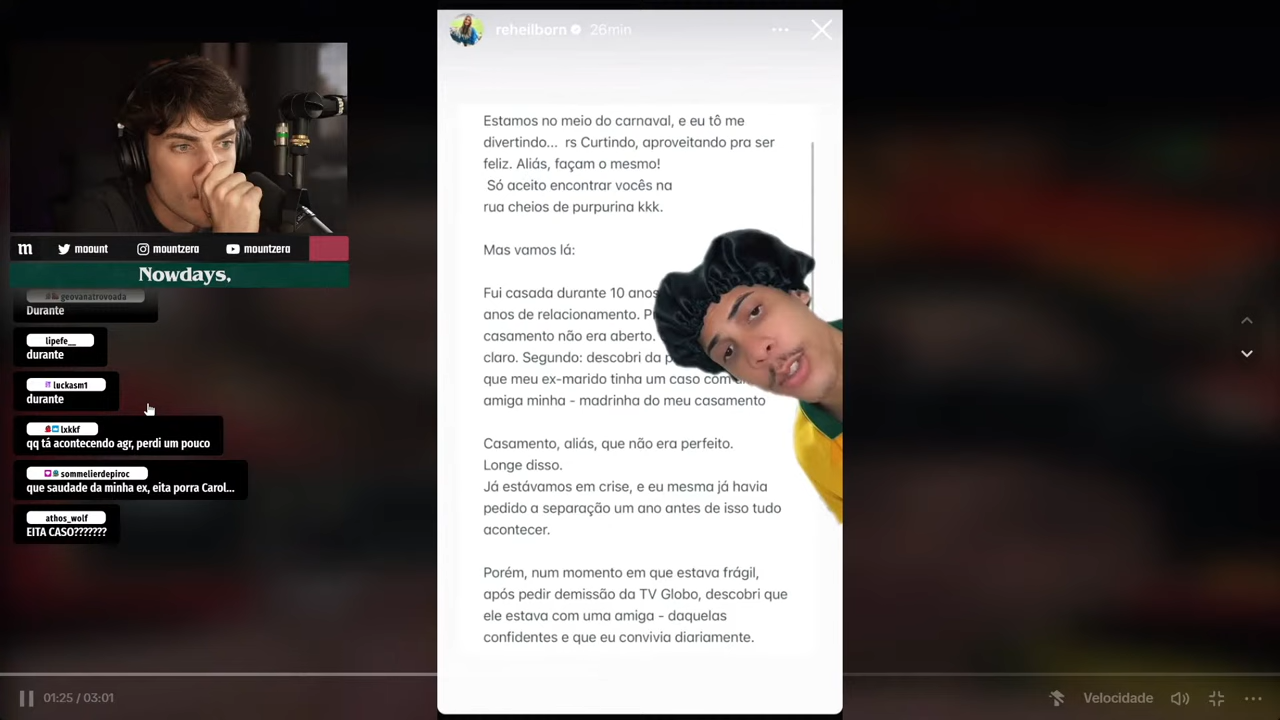 reheilborn 26min
Estamos no meio do carnaval, e eu tô me
divertindo... rs Curtindo, aproveitando pra ser
feliz. Aliás, façam o mesmo!
Só aceito encontrar vocês na
rua cheios de purpurina kkk.
Mas vamos lá:
Fui casada durante 10 anos
anos de relacionamento.
casamento não era aberto.
claro. Segundo: descobri da
que meu ex-marido tinha um caso com
amiga minha - madrinha do meu casamento
Casamento, aliás, que não era perfeito.
Longe disso.
Já estávamos em crise, e eu mesma já havia
pedido a separação um ano antes de isso tudo
acontecer.
Porém, num momento em que estava frágil,
após pedir demissão da TV Globo, descobri que
ele estava com uma amiga - daquelas
confidentes e que eu convivia diariamente.
m moount mountzera mountzera
Nowdays,
geovanatrovoada
Durante
lipefe__
durante
luckasm1
durante
lxkkf
qq tá acontecendo agr, perdi um pouco
sommelierdepiroc
que saudade da minha ex, eita porra Carol...
athos_wolf
EITA CASO???????
01:25 / 03:01
Velocidade